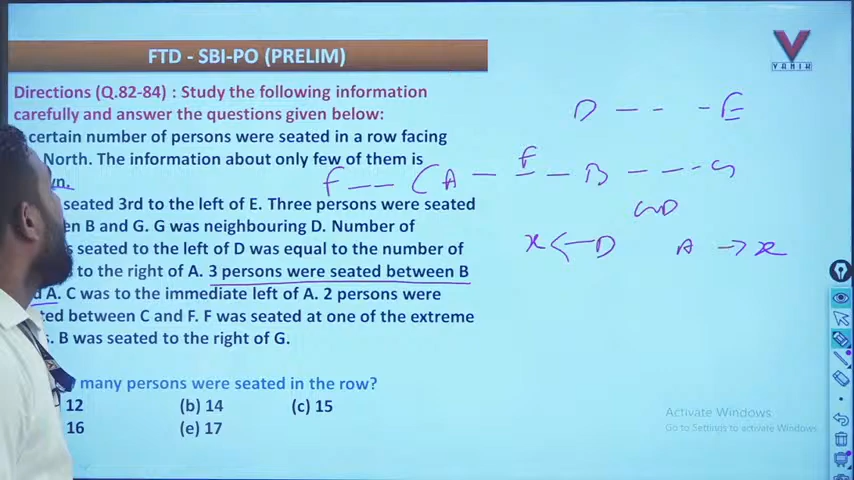 FTD - SBI-PO (PRELIM)
VANIK
Directions (Q.82-84) : Study the following information
carefully and answer the questions given below:
certain number of persons were seated in a row facing
North. The information about only few of them is
seated 3rd to the left of E. Three persons were seated
B and G. G was neighbouring D. Number of
seated to the left of D was equal to the number of
to the right of A. 3 persons were seated between B
A. C was to the immediate left of A. 2 persons were
between C and F. F was seated at one of the extreme
B was seated to the right of G.
many persons were seated in the row?
12 (b) 14 (c) 15
16 (e) 17
D — — - E
F — — C A — F — B — — - G
GD
x ← D A → x
Activate Windows
Go to Settings to activate Windows.